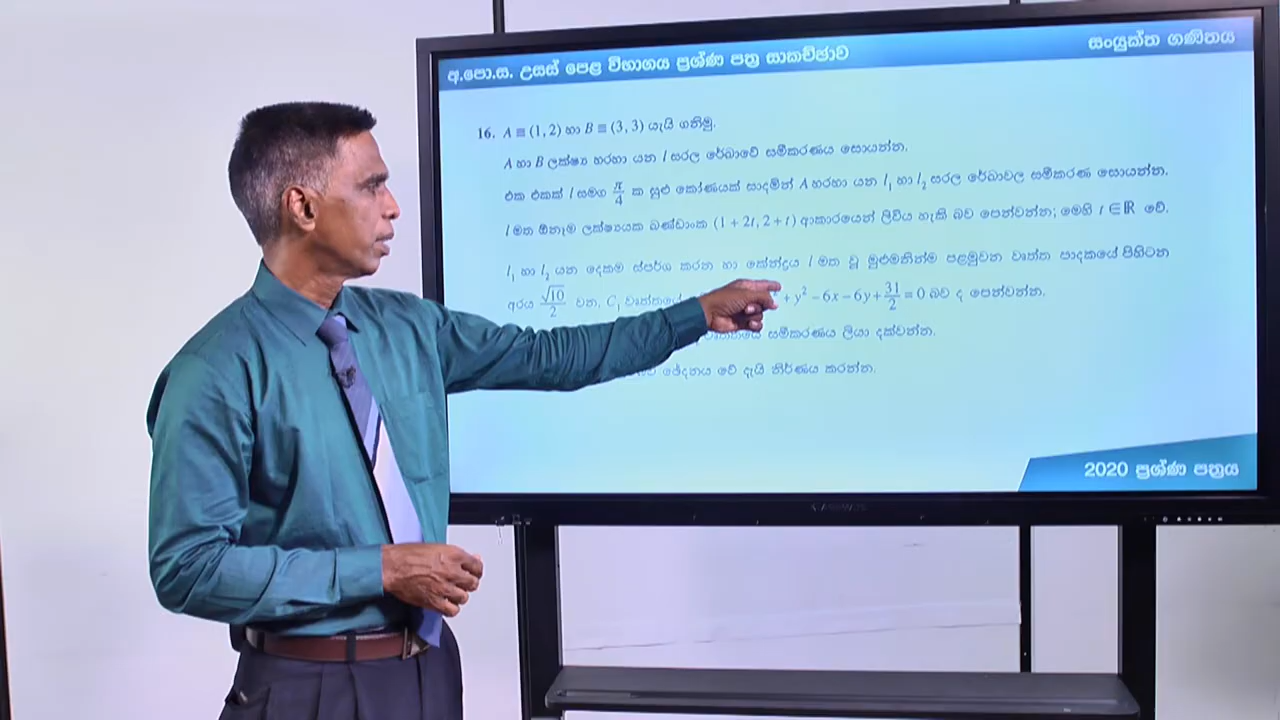 අ.පො.ස. උසස් පෙළ විභාගය ප්‍රශ්ණ පත්‍ර සාකච්ඡාව
සංයුක්ත ගණිතය
16. A ≡ (1, 2) හා B ≡ (3, 3) යැයි ගනිමු.
A හා B ලක්ෂ්‍ය හරහා යන l සරල රේඛාවේ සමීකරණය සොයන්න.
එක එකක් l සමග π/4 ක සුළු කෝණයක් සාදමින් A හරහා යන l₁ හා l₂ සරල රේඛාවල සමීකරණ සොයන්න.
l මත ඕනෑම ලක්ෂ්‍යයක ඛණ්ඩාංක (1 + 2t, 2 + t) ආකාරයෙන් ලිවිය හැකි බව පෙන්වන්න; මෙහි t ∈ ℝ වේ.
l₁ හා l₂ යන දෙකම ස්පර්ශ කරන හා කේන්ද්‍රය l මත වූ මුළුමනින්ම පළමුවන වෘත්ත පාදකයේ පිහිටන
අරය √10/2 වන, C₁ වෘත්තයේ + y² − 6x − 6y + 31/2 = 0 බව ද පෙන්වන්න.
වෘත්තයේ සමීකරණය ලියා දක්වන්න.
ඡේදනය වේ දැයි නිර්ණය කරන්න.
2020 ප්‍රශ්ණ පත්‍රය